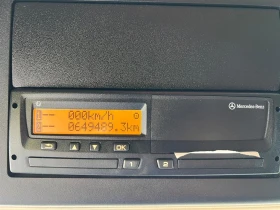 -- 000km/h
Mercedes-Benz
-- 0649489.3km
OK
1
2